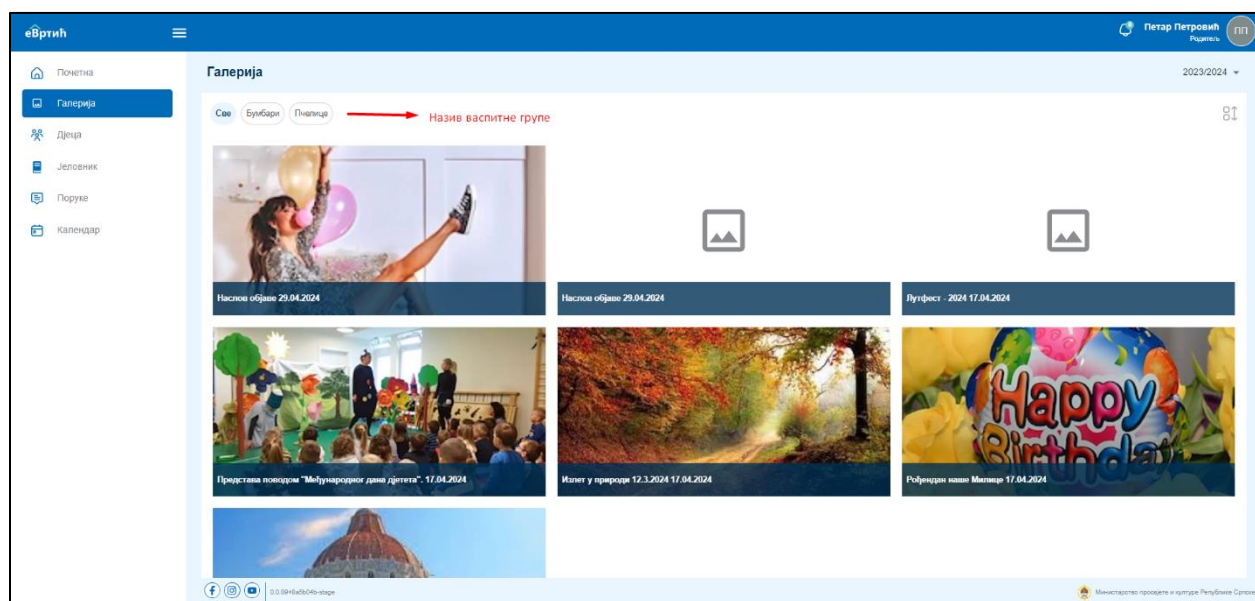 еВртић
Петар Петровић
Родитељ
ПП
Почетна
Галерија
Дјеца
Јеловник
Поруке
Календар
Галерија
2023/2024
Све Бумбари Пчелице
Назив васпитне групе
Наслов објаве 29.04.2024
Наслов објаве 29.04.2024
Лутфест - 2024 17.04.2024
Представа поводом "Међународног дана дјетета". 17.04.2024
Излет у природи 12.3.2024 17.04.2024
Happy
Birthday
Рођендан наше Милице 17.04.2024
Министарство просвјете и културе Републике Српске